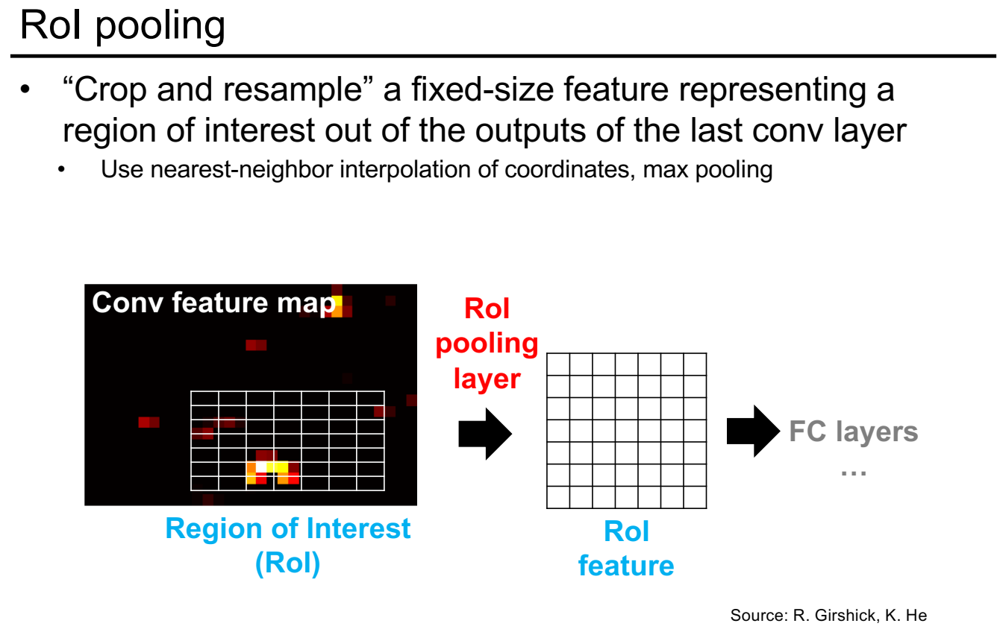 RoI pooling
• “Crop and resample” a fixed-size feature representing a
region of interest out of the outputs of the last conv layer
• Use nearest-neighbor interpolation of coordinates, max pooling
Conv feature map
RoI
pooling
layer
FC layers
…
Region of Interest
(RoI)
RoI
feature
Source: R. Girshick, K. He